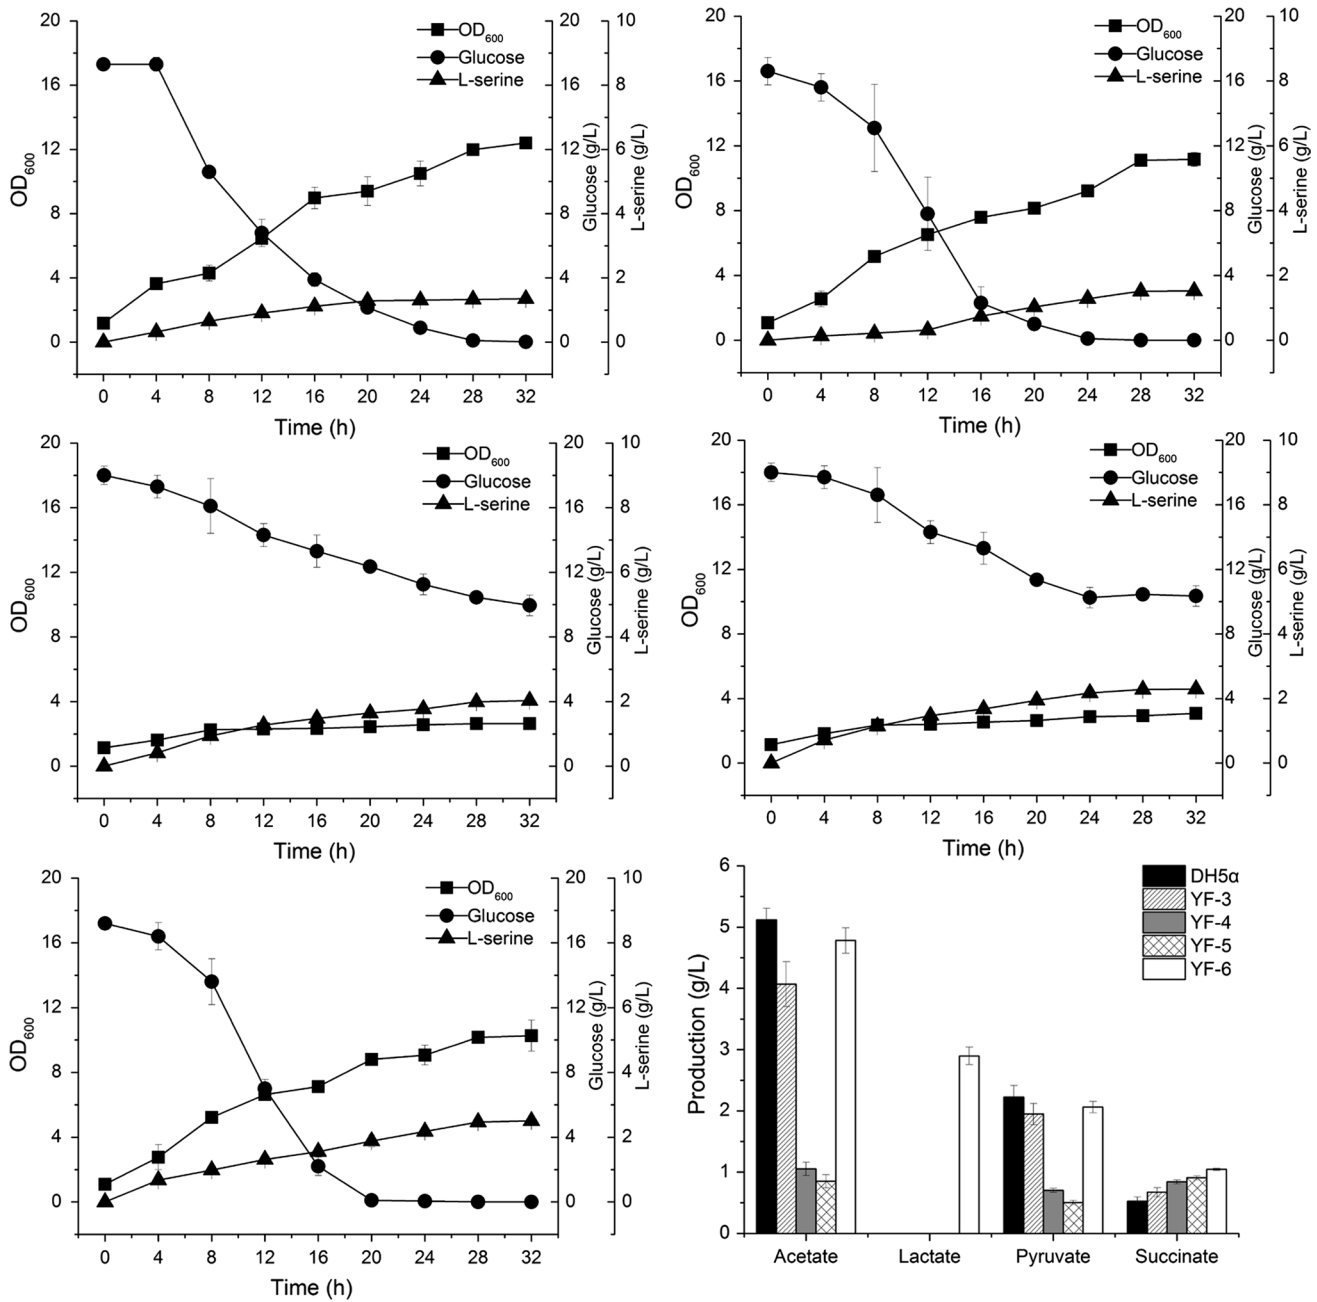 20 20 10
16 16 8
12 12 6
8 8 4
4 4 2
0 0 0
OD600
Glucose (g/L)
L-serine (g/L)
OD600
Glucose
L-serine
0 4 8 12 16 20 24 28 32
Time (h)
20 20 10
16 16 8
12 12 6
8 8 4
4 4 2
0 0 0
OD600
Glucose (g/L)
L-serine (g/L)
OD600
Glucose
L-serine
0 4 8 12 16 20 24 28 32
Time (h)
20 20 10
16 16 8
12 12 6
8 8 4
4 4 2
0 0 0
OD600
Glucose (g/L)
L-serine (g/L)
OD600
Glucose
L-serine
0 4 8 12 16 20 24 28 32
Time (h)
20 20 10
16 16 8
12 12 6
8 8 4
4 4 2
0 0 0
OD600
Glucose (g/L)
L-serine (g/L)
OD600
Glucose
L-serine
0 4 8 12 16 20 24 28 32
Time (h)
20 20 10
16 16 8
12 12 6
8 8 4
4 4 2
0 0 0
OD600
Glucose (g/L)
L-serine (g/L)
OD600
Glucose
L-serine
0 4 8 12 16 20 24 28 32
Time (h)
6
5
4
3
2
1
0
Production (g/L)
DH5α
YF-3
YF-4
YF-5
YF-6
Acetate Lactate Pyruvate Succinate